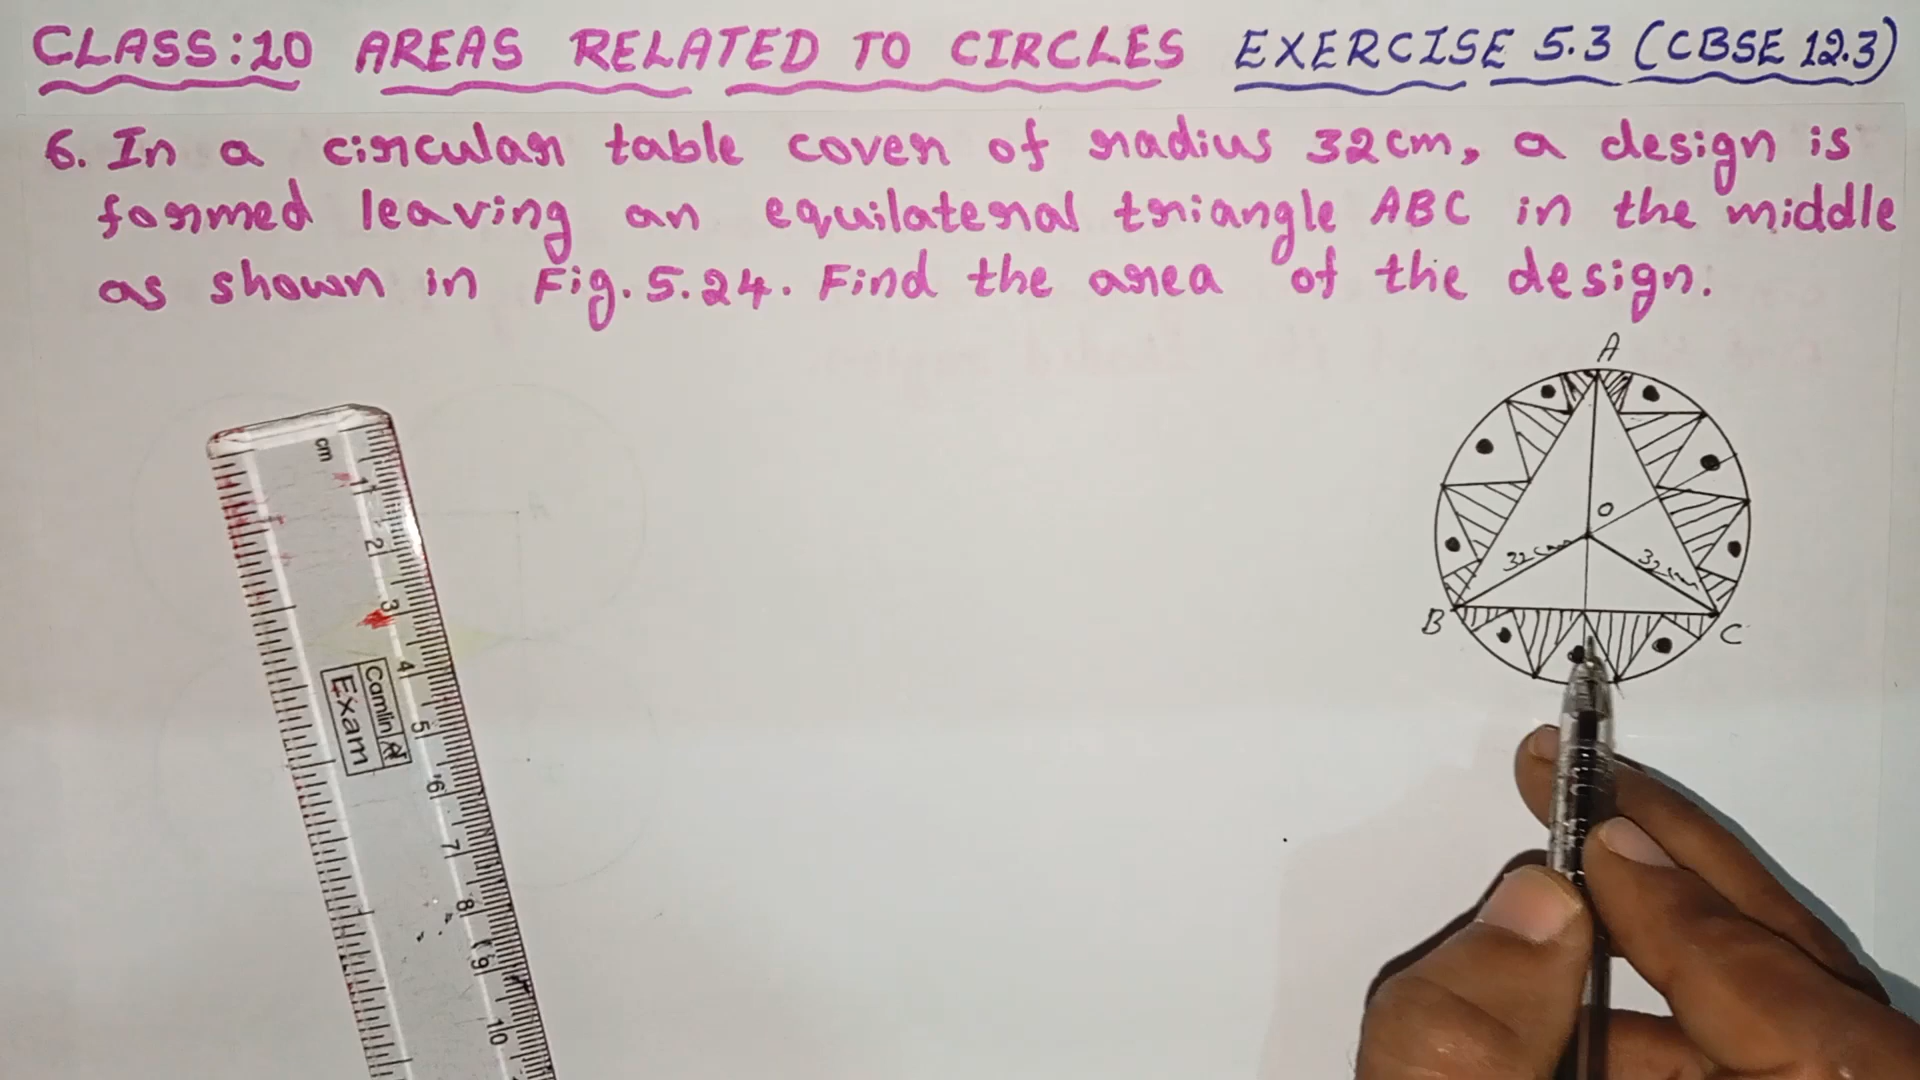 CLASS:10 AREAS RELATED TO CIRCLES EXERCISE 5.3 (CBSE 12.3)
6. In a circular table cover of radius 32cm, a design is
formed leaving an equilateral triangle ABC in the middle
as shown in Fig. 5.24. Find the area of the design.
A
O
32cm
32cm
B
C
cm
1
2
3
4
5
6
7
8
9
10
Camlin
Exam